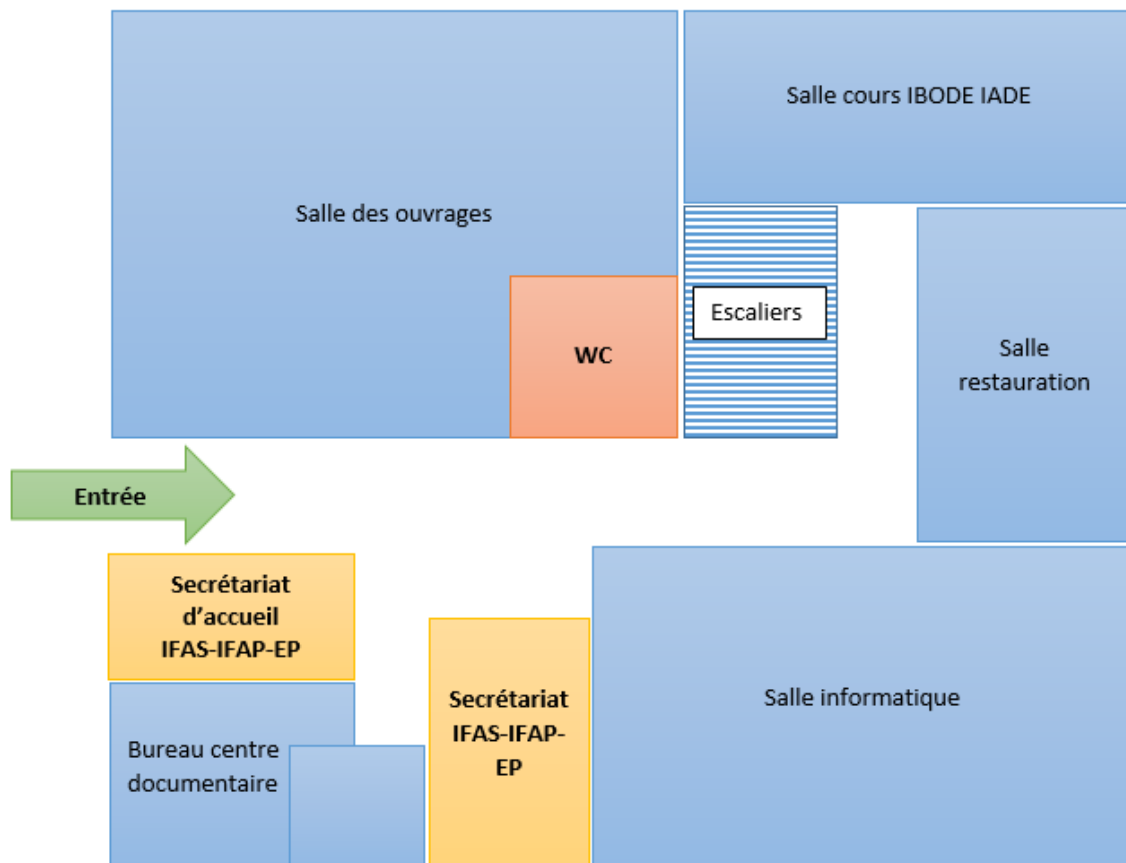 Salle cours IBODE IADE
Salle des ouvrages
Escaliers
WC
Salle
restauration
Entrée
Secrétariat
d’accueil
IFAS-IFAP-EP
Secrétariat
IFAS-IFAP-
EP
Salle informatique
Bureau centre
documentaire